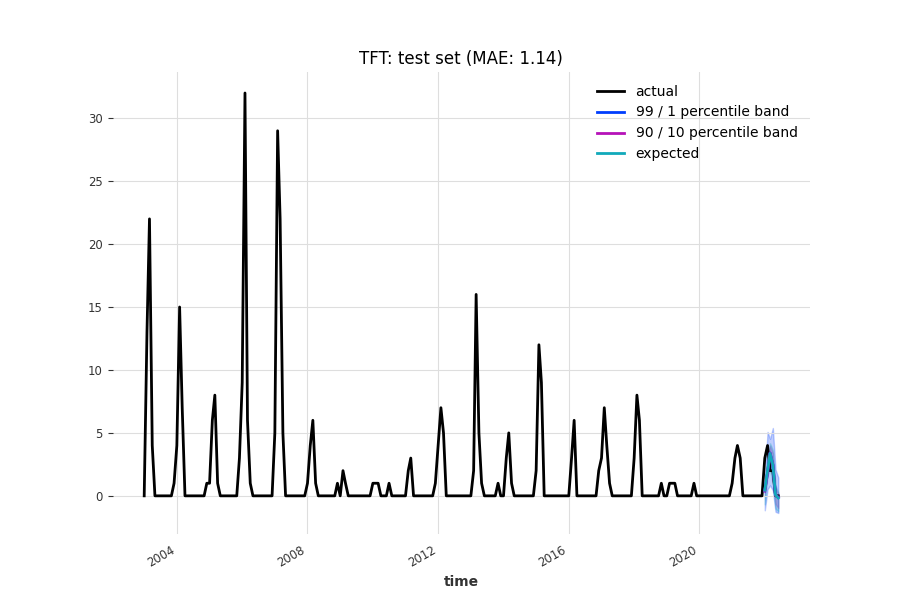 TFT: test set (MAE: 1.14)
actual
99 / 1 percentile band
90 / 10 percentile band
expected
30
25
20
15
10
5
0
2004
2008
2012
2016
2020
time